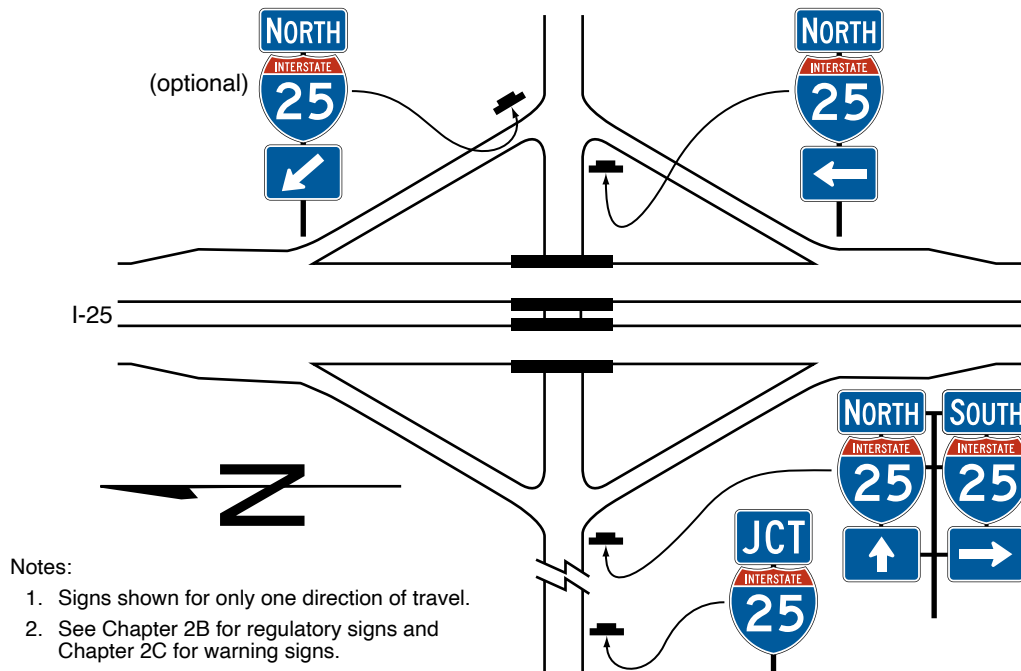 NORTH
INTERSTATE
25
(optional)
NORTH
INTERSTATE
25
I-25
N
NORTH
INTERSTATE
25
SOUTH
INTERSTATE
25
JCT
INTERSTATE
25
Notes:
1. Signs shown for only one direction of travel.
2. See Chapter 2B for regulatory signs and
Chapter 2C for warning signs.